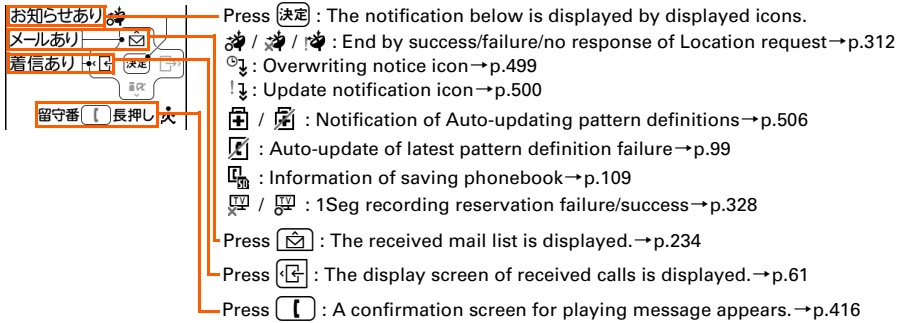 お知らせあり
メールあり
着信あり 決定
留守番 長押し
Press 決定 : The notification below is displayed by displayed icons.
/ / : End by success/failure/no response of Location request→p.312
: Overwriting notice icon→p.499
: Update notification icon→p.500
/ : Notification of Auto-updating pattern definitions→p.506
: Auto-update of latest pattern definition failure→p.99
: Information of saving phonebook→p.109
TV / TV : 1Seg recording reservation failure/success→p.328
Press : The received mail list is displayed.→p.234
Press : The display screen of received calls is displayed.→p.61
Press : A confirmation screen for playing message appears.→p.416